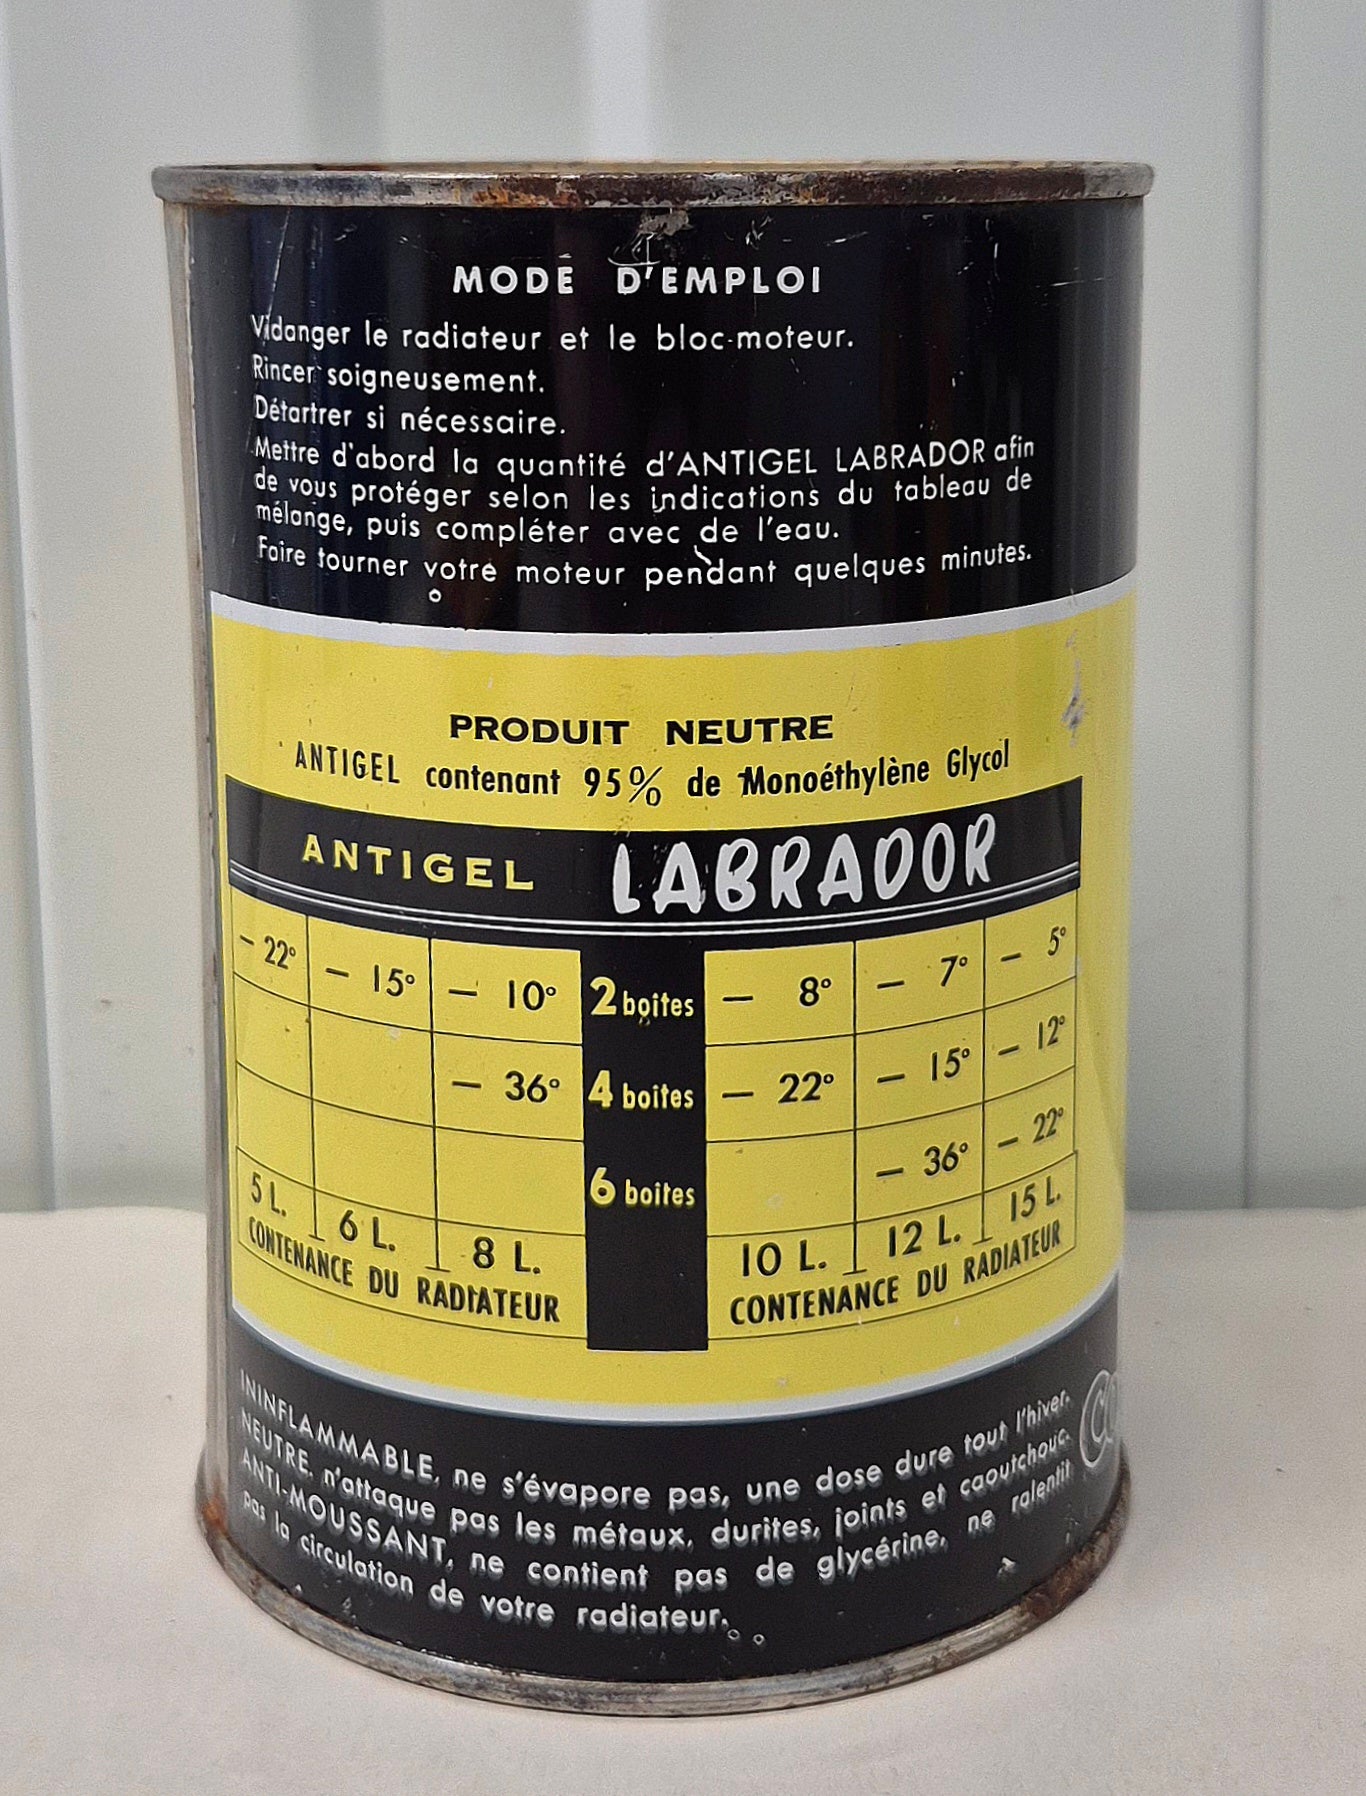 MODE D'EMPLOI
Vidanger le radiateur et le bloc-moteur.
Rincer soigneusement.
Détartrer si nécessaire.
Mettre d'abord la quantité d'ANTIGEL LABRADOR afin
de vous protéger selon les indications du tableau de
mélange, puis compléter avec de l'eau.
Faire tourner votre moteur pendant quelques minutes.
PRODUIT NEUTRE
ANTIGEL contenant 95% de Monoéthylène Glycol
ANTIGEL LABRADOR
— 22° — 15° — 10° 2 boites — 8° — 7° — 5°
— 36° 4 boites — 22° — 15° — 12°
6 boites — 36° — 22°
5 L. 6 L. 8 L. 10 L. 12 L. 15 L.
CONTENANCE DU RADIATEUR CONTENANCE DU RADIATEUR
ININFLAMMABLE, ne s'évapore pas, une dose dure tout l'hiver.
NEUTRE, n'attaque pas les métaux, durites, joints et caoutchouc.
ANTI-MOUSSANT, ne contient pas de glycérine, ne ralentit
pas la circulation de votre radiateur.